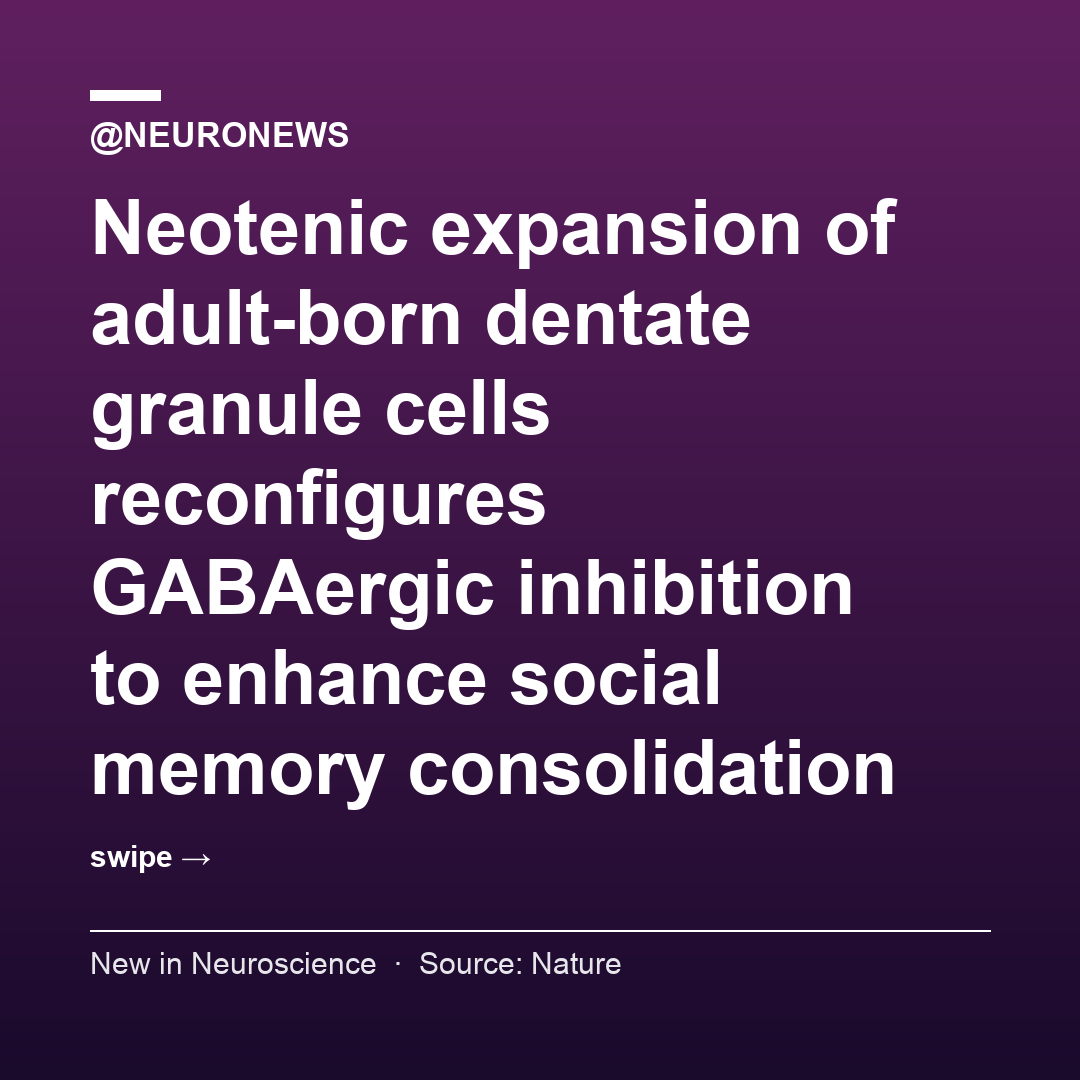 @NEURONEWS
Neotenic expansion of
adult-born dentate
granule cells
reconfigures
GABAergic inhibition
to enhance social
memory consolidation
swipe →
New in Neuroscience · Source: Nature